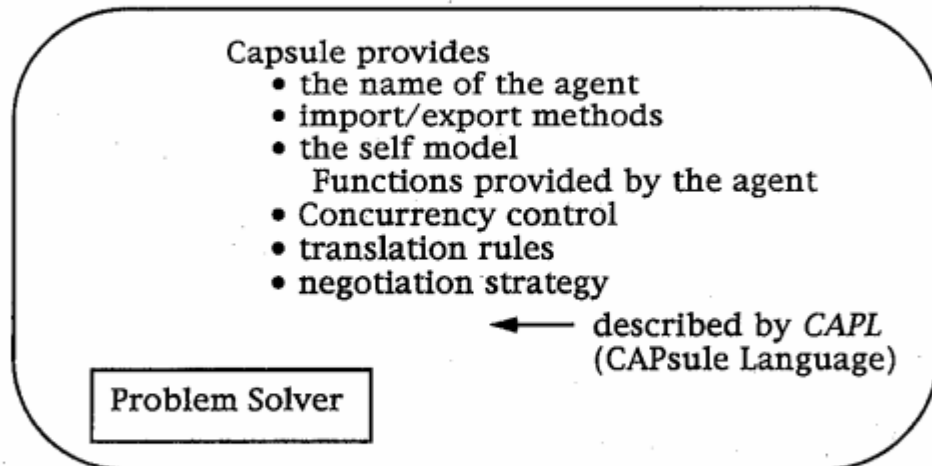 Capsule provides
• the name of the agent
• import/export methods
• the self model
Functions provided by the agent
• Concurrency control
• translation rules
• negotiation strategy
described by CAPL
(CAPsule Language)
Problem Solver